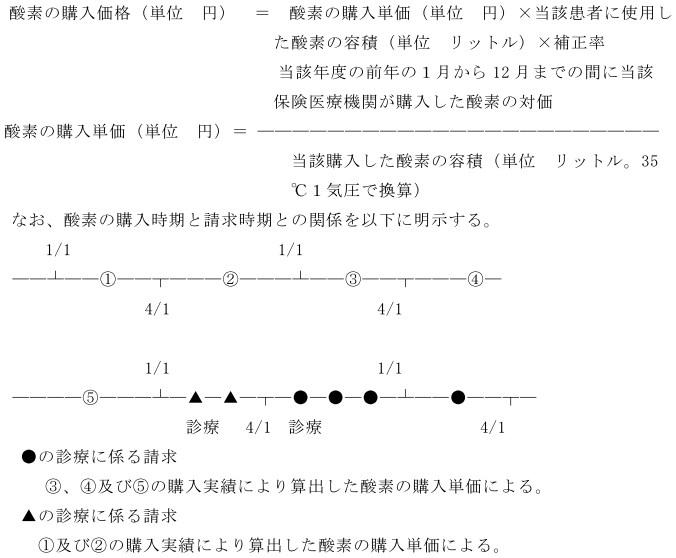 酸素の購入価格（単位　円）　＝　酸素の購入単価（単位　円）×当該患者に使用し
た酸素の容積（単位　リットル）×補正率
当該年度の前年の１月から 12 月までの間に当該
保険医療機関が購入した酸素の対価
酸素の購入単価（単位　円）＝ ―――――――――――――――――――――――
当該購入した酸素の容積（単位　リットル。35
℃１気圧で換算）
なお、酸素の購入時期と請求時期との関係を以下に明示する。
1/1　1/1
――┴――①――┬―――②―――┴――③――┬―――④―
4/1　4/1
1/1　1/1
――――⑤―――┴―▲―▲―┬―●―●―●―┴――●――┬―
診療　4/1　診療　4/1
●の診療に係る請求
③、④及び⑤の購入実績により算出した酸素の購入単価による。
▲の診療に係る請求
①及び②の購入実績により算出した酸素の購入単価による。